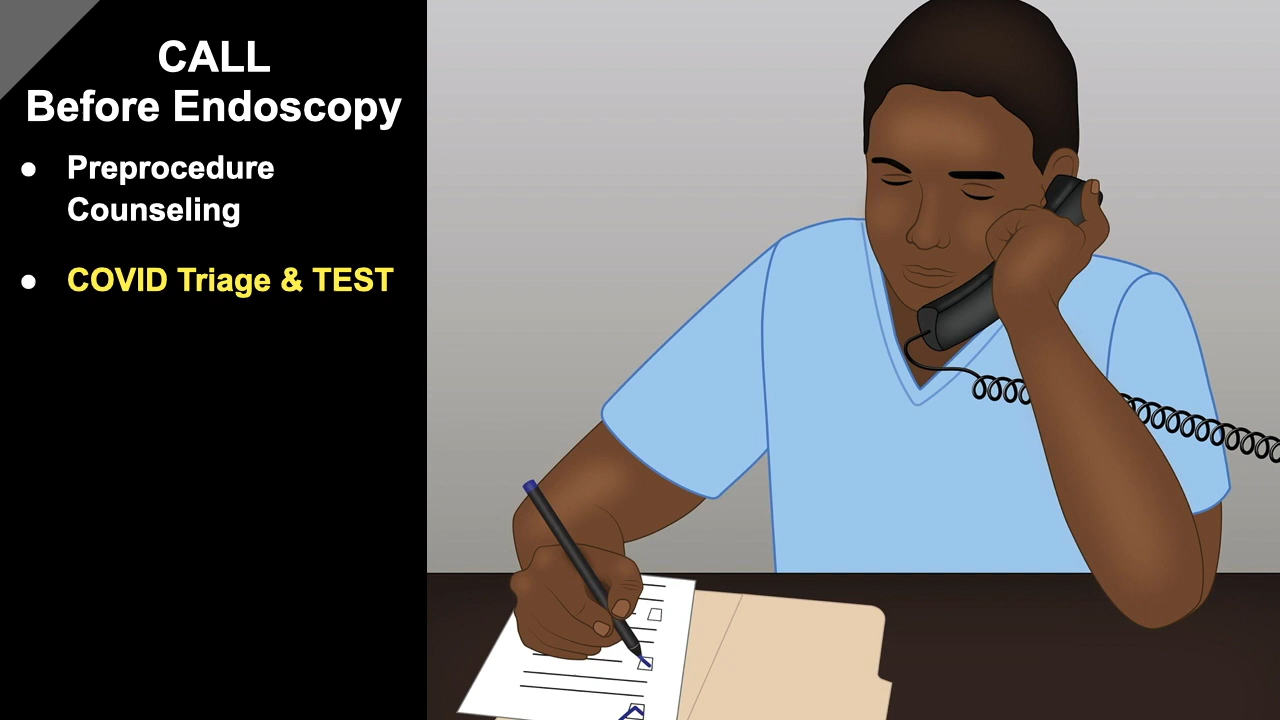 CALL
Before Endoscopy
● Preprocedure
Counseling
● COVID Triage & TEST